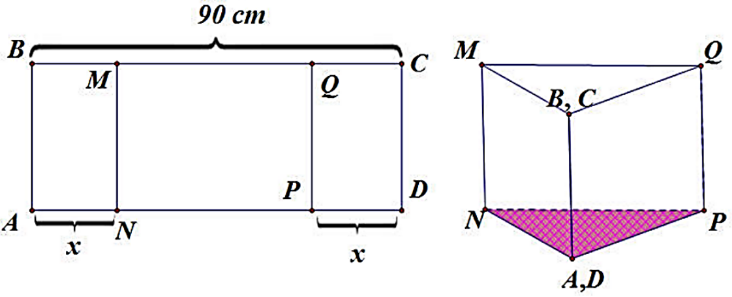 90 cm
B M Q C
A N P D
x x
M Q
B, C
N P
A,D